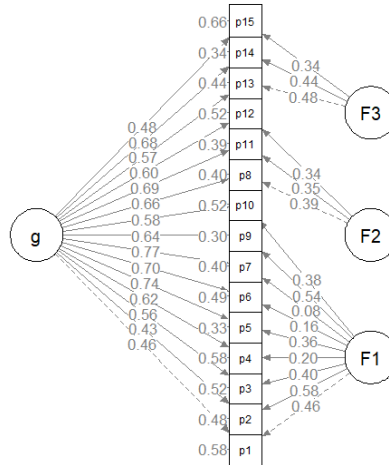 0.66 p15
0.34 p14
0.44 p13
0.52 p12
0.39 p11
0.40 p8
0.52 p10
0.30 p9
0.40 p7
0.49 p6
0.33 p5
0.58 p4
0.52 p3
0.48 p2
0.58 p1
g
0.48
0.68
0.57
0.60
0.69
0.66
0.58
0.64
0.77
0.70
0.74
0.62
0.56
0.43
0.46
0.34
0.44
0.48
F3
0.34
0.35
0.39
F2
0.38
0.54
0.08
0.16
0.36
0.20
0.40
0.58
0.46
F1